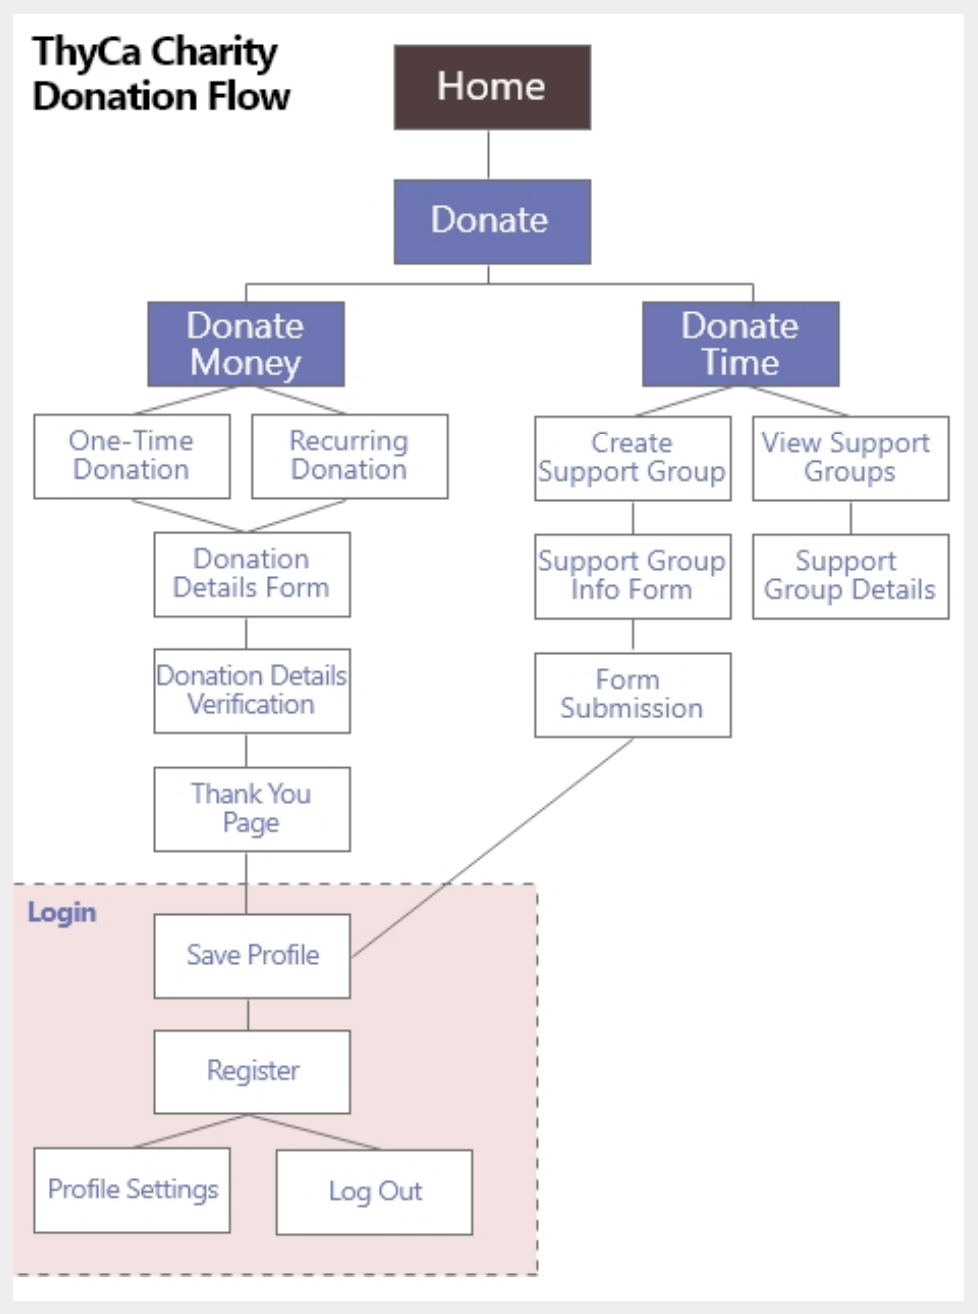 ThyCa Charity
Donation Flow
Home
Donate
Donate
Money
Donate
Time
One-Time
Donation
Recurring
Donation
Create
Support Group
View Support
Groups
Donation
Details Form
Support Group
Info Form
Support
Group Details
Donation Details
Verification
Form
Submission
Thank You
Page
Login
Save Profile
Register
Profile Settings
Log Out